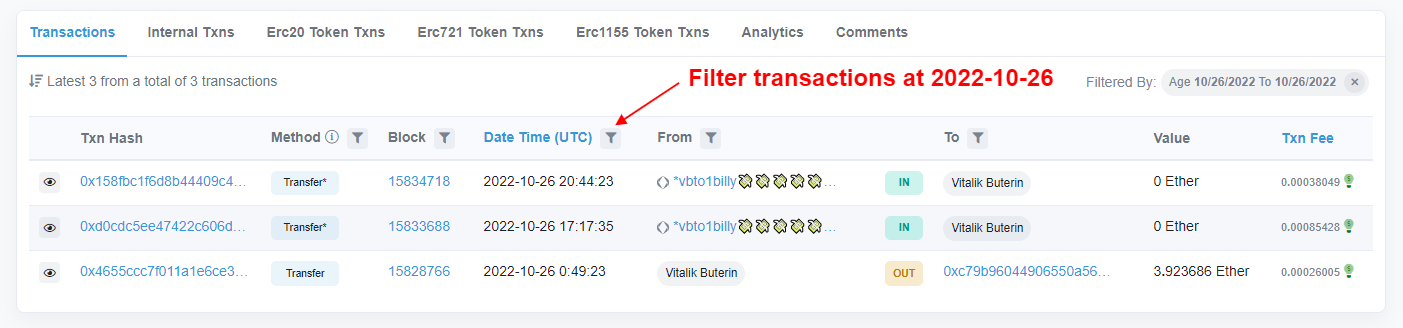 Transactions Internal Txns Erc20 Token Txns Erc721 Token Txns Erc1155 Token Txns Analytics Comments
Latest 3 from a total of 3 transactions
Filter transactions at 2022-10-26
Filtered By: Age 10/26/2022 To 10/26/2022
Txn Hash Method Block Date Time (UTC) From To Value Txn Fee
0x158fbc1f6d8b44409c4... Transfer* 15834718 2022-10-26 20:44:23 *vbto1billy... IN Vitalik Buterin 0 Ether 0.00038049
0xd0cdc5ee47422c606d... Transfer* 15833688 2022-10-26 17:17:35 *vbto1billy... IN Vitalik Buterin 0 Ether 0.00085428
0x4655ccc7f011a1e6ce3... Transfer 15828766 2022-10-26 0:49:23 Vitalik Buterin OUT 0xc79b96044906550a56... 3.923686 Ether 0.00026005